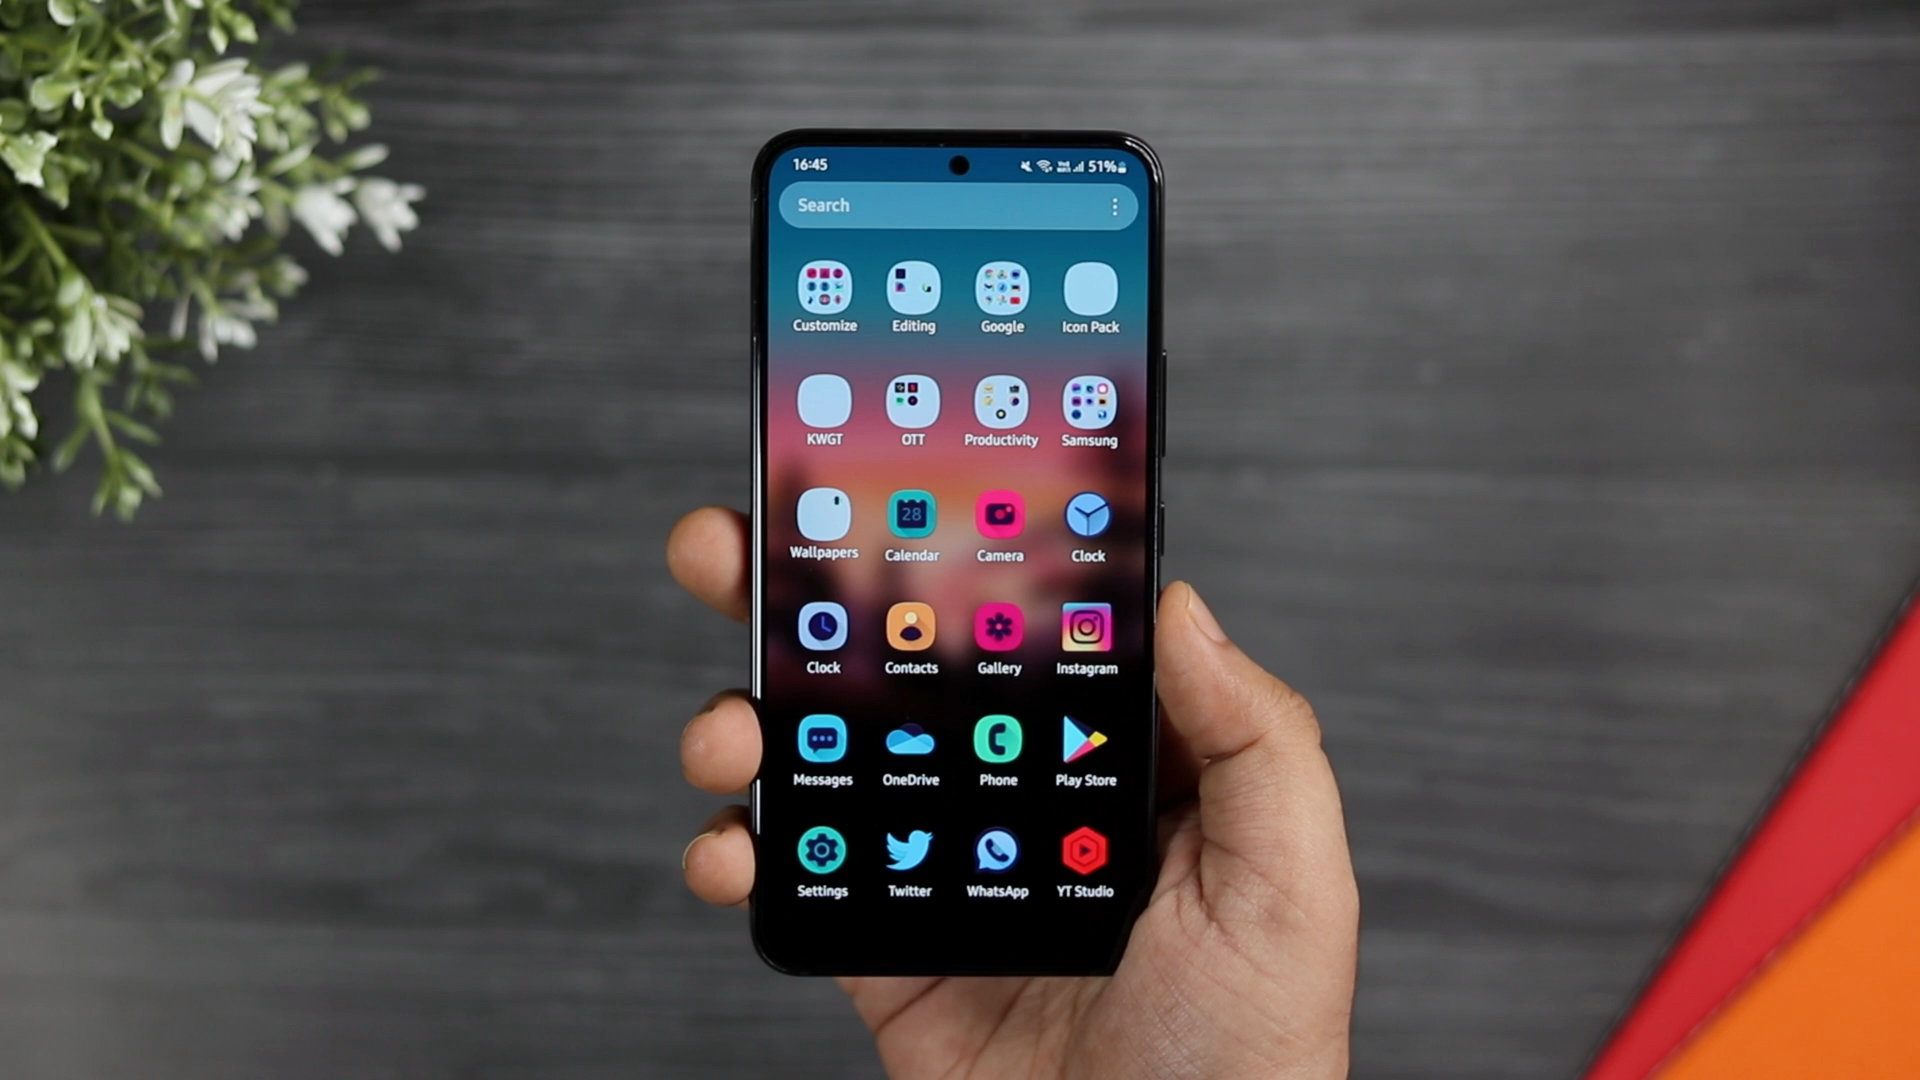 16:45 51%
Search
Customize Editing Google Icon Pack
KWGT OTT Productivity Samsung
28
Wallpapers Calendar Camera Clock
Clock Contacts Gallery Instagram
Messages OneDrive Phone Play Store
Settings Twitter WhatsApp YT Studio